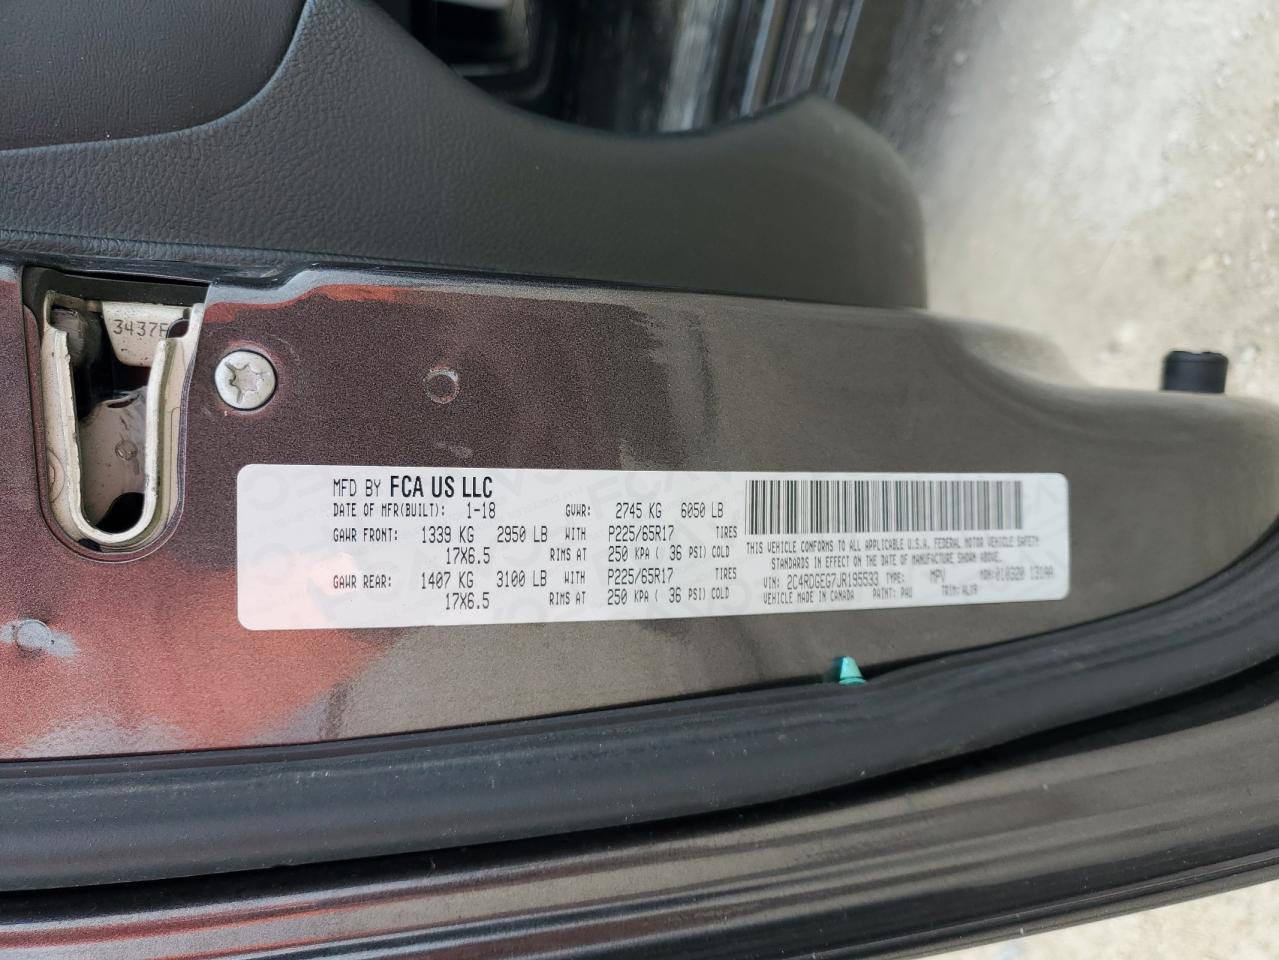 3437
MFD BY FCA US LLC
DATE OF MFR(BUILT): 1-18 GVWR: 2745 KG 6050 LB
GAWR FRONT: 1339 KG 2950 LB WITH P225/65R17 TIRES
17X6.5 RIMS AT 250 KPA ( 36 PSI) COLD
GAWR REAR: 1407 KG 3100 LB WITH P225/65R17 TIRES
17X6.5 RIMS AT 250 KPA ( 36 PSI) COLD
THIS VEHICLE CONFORMS TO ALL APPLICABLE U.S.A. FEDERAL MOTOR VEHICLE SAFETY
STANDARDS IN EFFECT ON THE DATE OF MANUFACTURE SHOWN ABOVE.
VIN: 2C4RDGEG7JR195533 TYPE: MPV MDH: 010320 131AA
VEHICLE MADE IN CANADA PAINT: PAU TRIM: